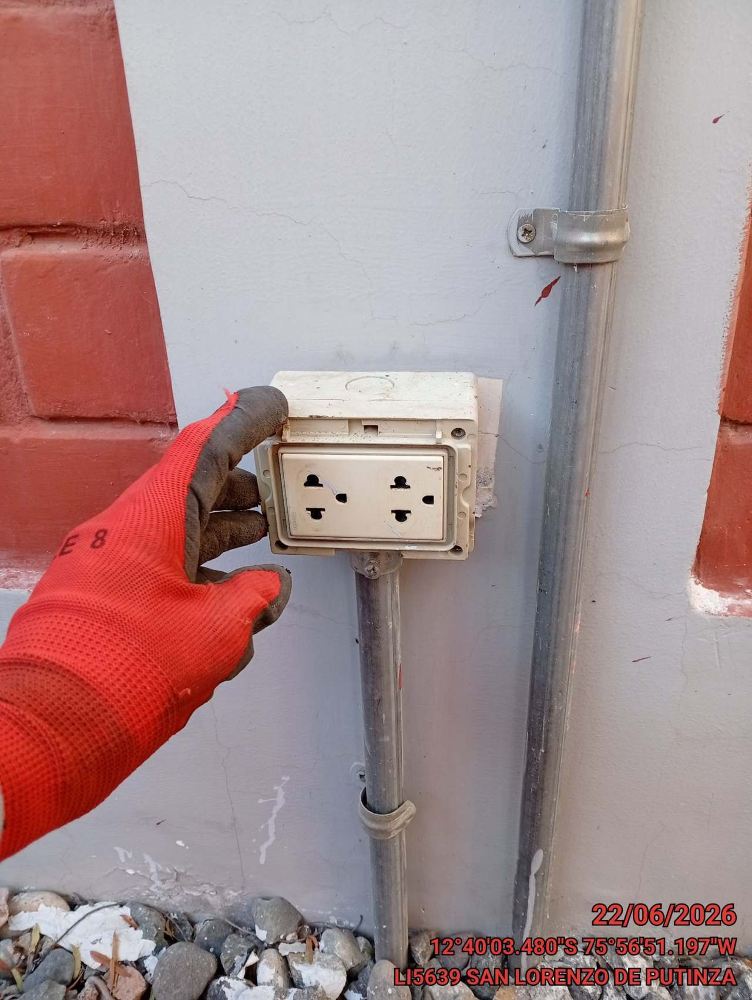 E 8
22/06/2026
12°40'03.480"S 75°56'51.197"W
LI5639 SAN LORENZO DE PUTINZA